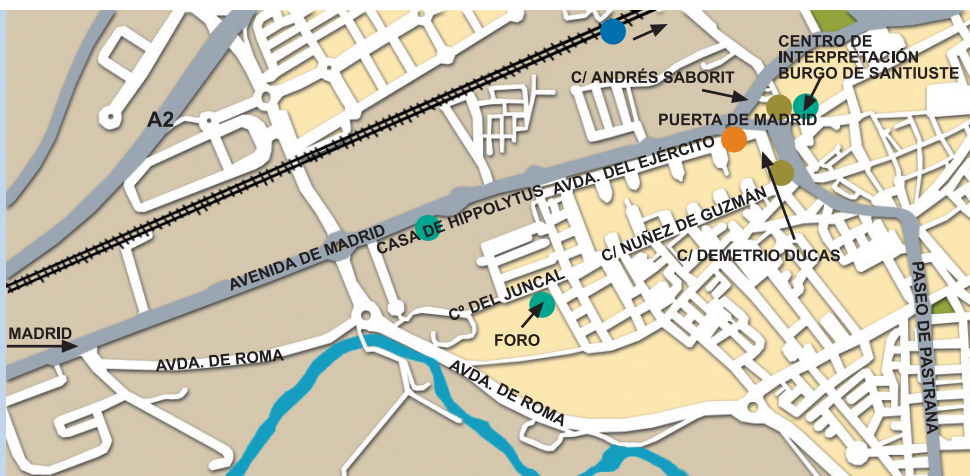 CENTRO DE
INTERPRETACIÓN
BURGO DE SANTIUSTE
C/ ANDRÉS SABORIT
A2
PUERTA DE MADRID
AVDA. DEL EJÉRCITO
CASA DE HIPPOLYTUS
C/ NUÑEZ DE GUZMÁN
AVENIDA DE MADRID
C/ DEMETRIO DUCAS
Cº DEL JUNCAL
PASEO DE PASTRANA
MADRID
FORO
AVDA. DE ROMA
AVDA. DE ROMA